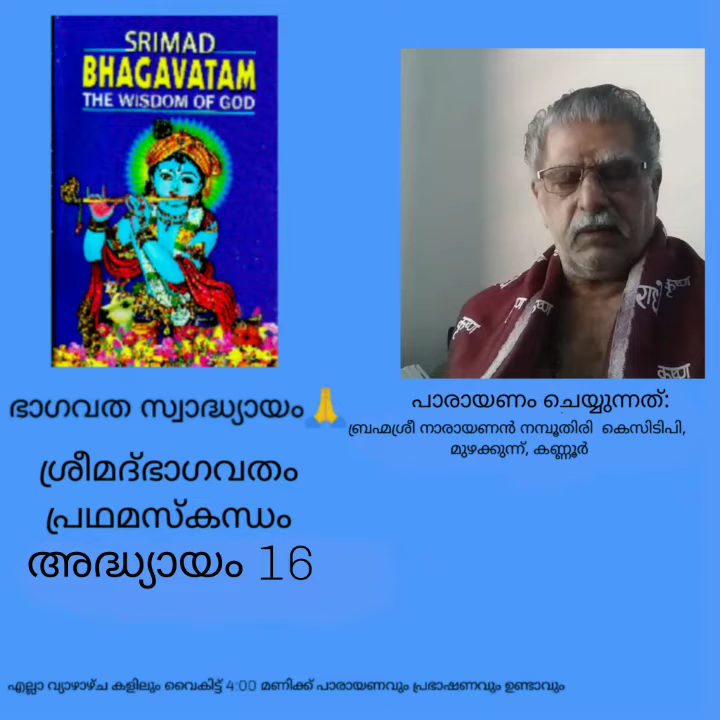 SRIMAD
BHAGAVATAM
THE WISDOM OF GOD
राधे कृष्ण
कृष्ण
कृष्ण
ഭാഗവത സ്വാദ്ധ്യായം🙏
ശ്രീമദ്ഭാഗവതം
പ്രഥമസ്കന്ധം
അദ്ധ്യായം 16
പാരായണം ചെയ്യുന്നത്:
ബ്രഹ്മശ്രീ നാരായണൻ നമ്പൂതിരി കെസിടിപി,
മുഴക്കുന്ന്, കണ്ണൂർ
എല്ലാ വ്യാഴാഴ്ച കളിലും വൈകിട്ട് 4:00 മണിക്ക് പാരായണവും പ്രഭാഷണവും ഉണ്ടാവും